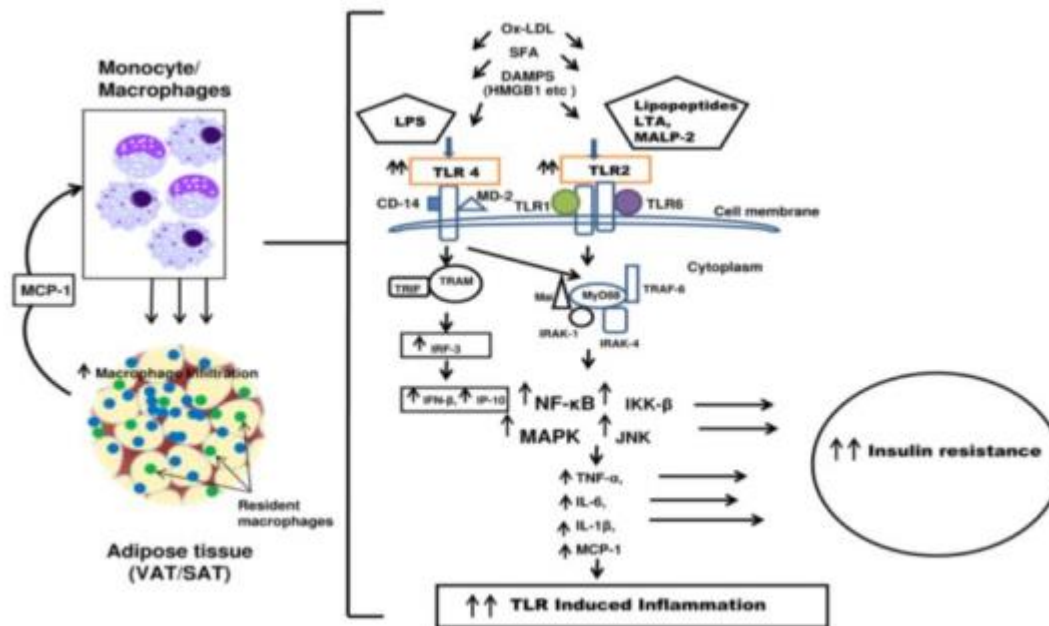 Monocyte/
Macrophages
MCP-1
↑ Macrophage infiltration
Resident
macrophages
Adipose tissue
(VAT/SAT)
Ox-LDL
SFA
DAMPS
(HMGB1 etc )
LPS
Lipopeptides
LTA,
MALP-2
↑↑ TLR 4
↑↑ TLR2
CD-14
MD-2
TLR1
TLR6
Cell membrane
Cytoplasm
TRIF
TRAM
Mal
MyD88
TRAF-6
IRAK-1
IRAK-4
↑ IRF-3
↑ IFN-β, ↑ IP-10
↑ NF-κB ↑ IKK-β
↑ MAPK ↑ JNK
↑ TNF-α,
↑ IL-6,
↑ IL-1β,
↑ MCP-1
↑↑ Insulin resistance
↑↑ TLR Induced Inflammation